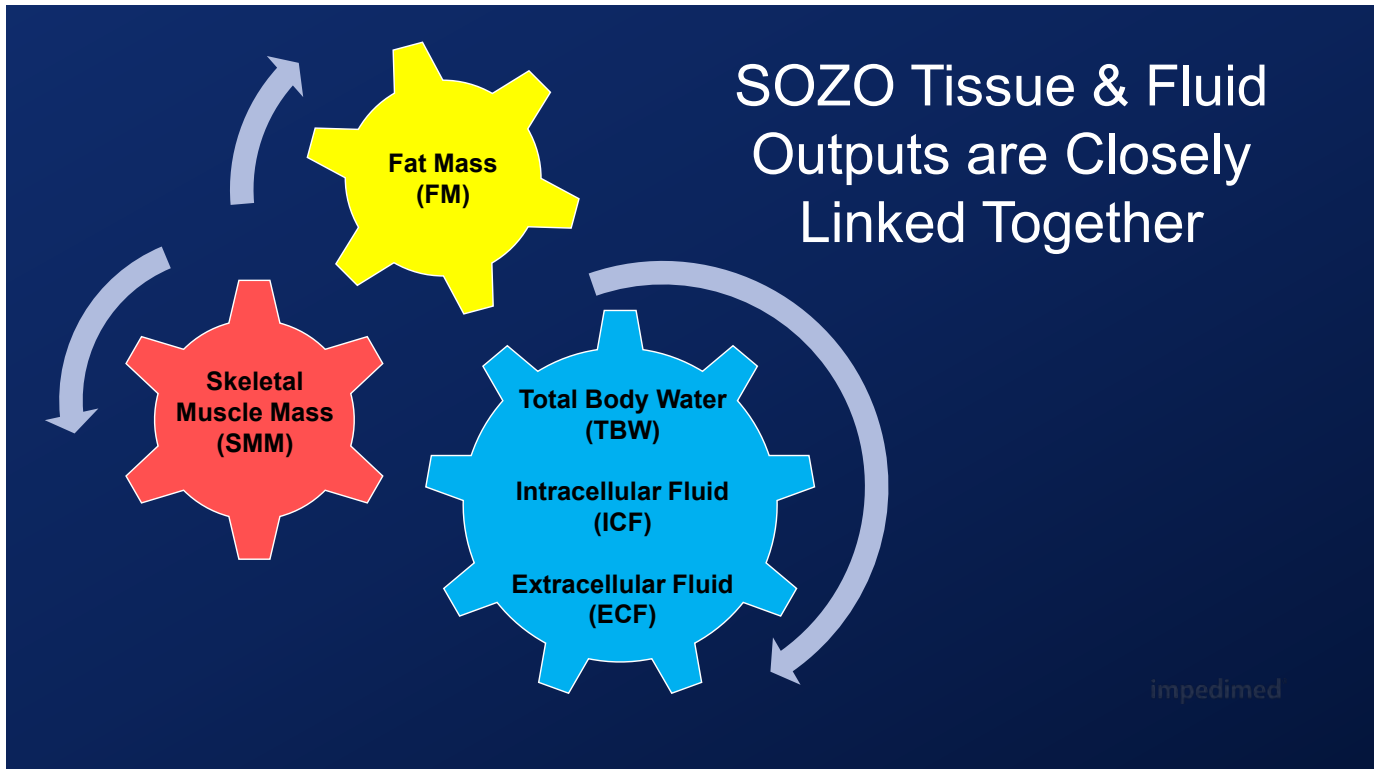 SOZO Tissue & Fluid
Outputs are Closely
Linked Together
Fat Mass
(FM)
Skeletal
Muscle Mass
(SMM)
Total Body Water
(TBW)
Intracellular Fluid
(ICF)
Extracellular Fluid
(ECF)
impedimed